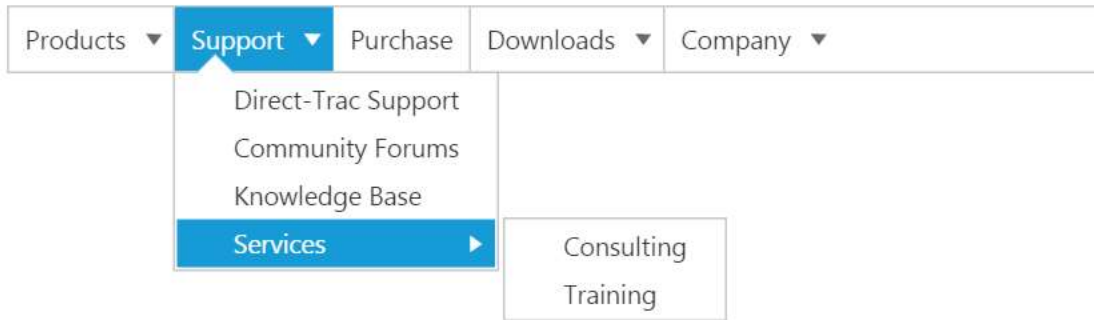 Products Support Purchase Downloads Company
Direct-Trac Support
Community Forums
Knowledge Base
Services
Consulting
Training